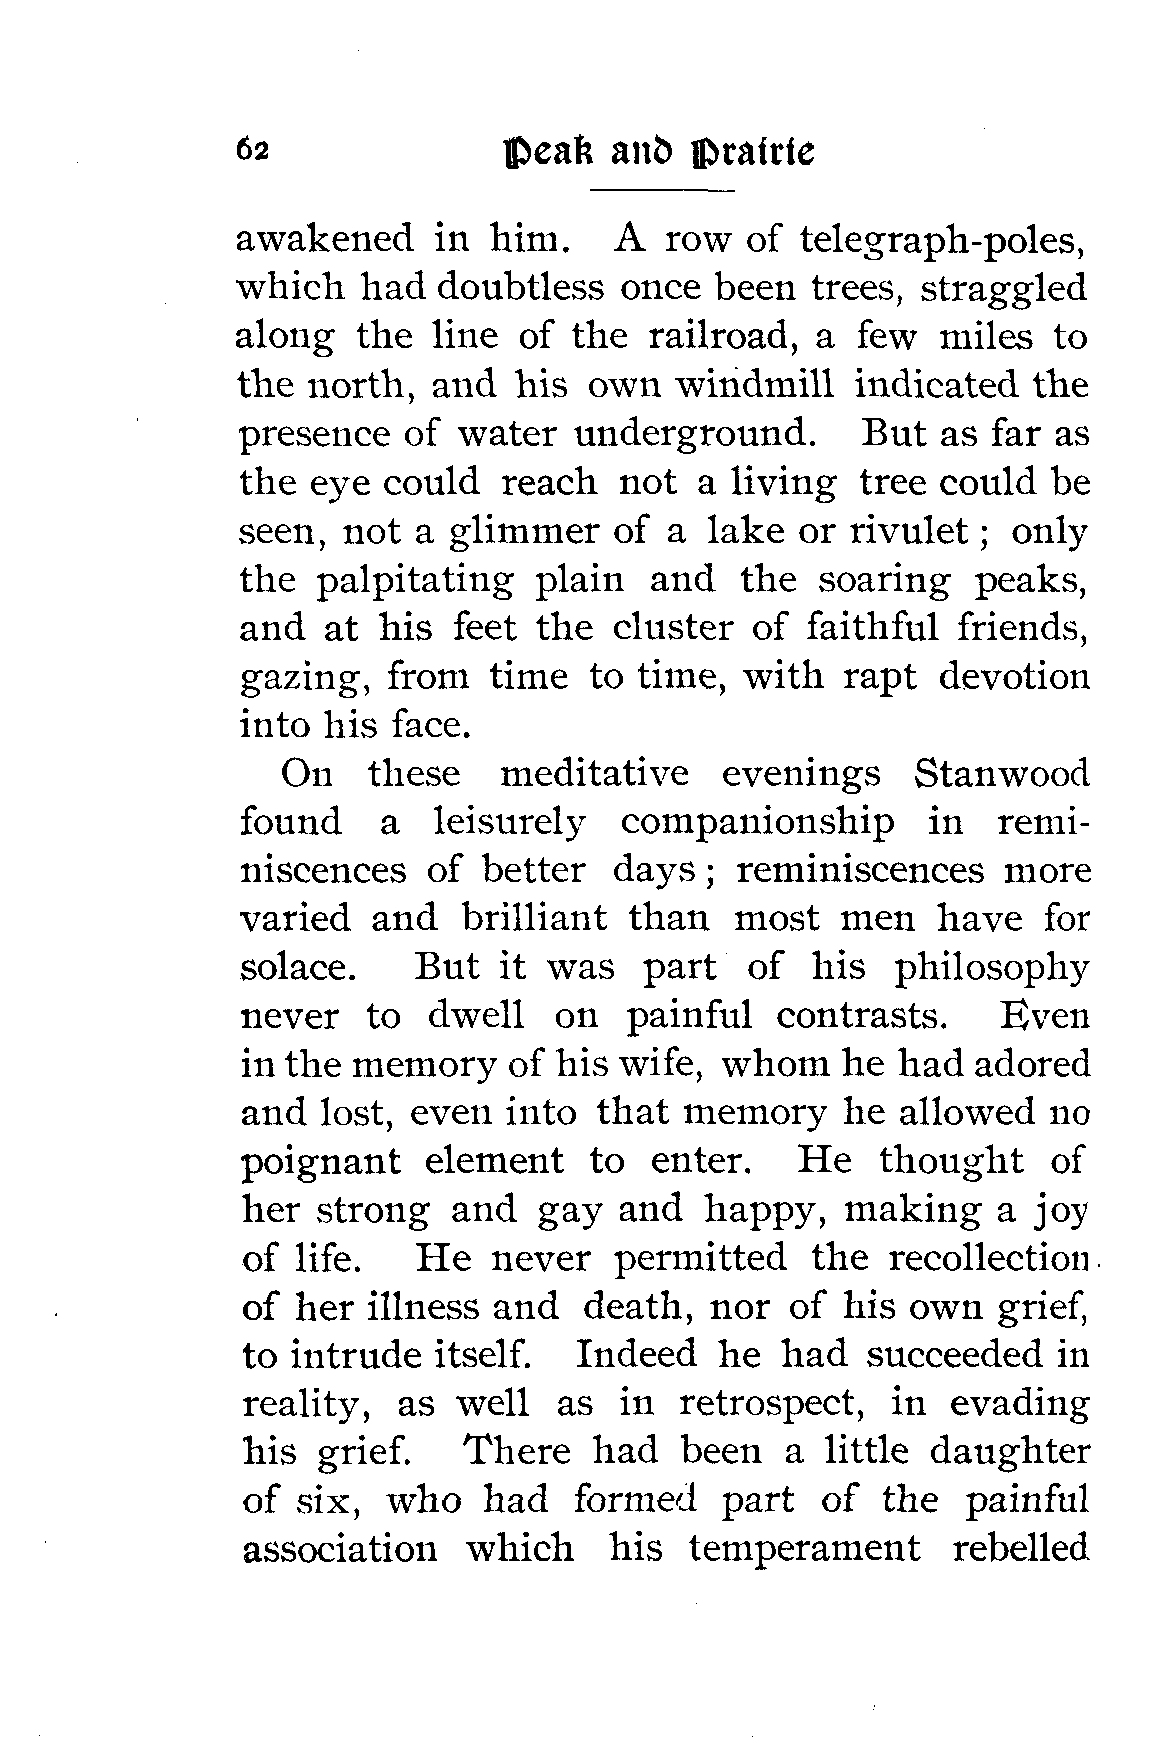 62 Peak and Prairie
awakened in him. A row of telegraph-poles,
which had doubtless once been trees, straggled
along the line of the railroad, a few miles to
the north, and his own windmill indicated the
presence of water underground. But as far as
the eye could reach not a living tree could be
seen, not a glimmer of a lake or rivulet ; only
the palpitating plain and the soaring peaks,
and at his feet the cluster of faithful friends,
gazing, from time to time, with rapt devotion
into his face.
On these meditative evenings Stanwood
found a leisurely companionship in remi-
niscences of better days ; reminiscences more
varied and brilliant than most men have for
solace. But it was part of his philosophy
never to dwell on painful contrasts. Even
in the memory of his wife, whom he had adored
and lost, even into that memory he allowed no
poignant element to enter. He thought of
her strong and gay and happy, making a joy
of life. He never permitted the recollection
of her illness and death, nor of his own grief,
to intrude itself. Indeed he had succeeded in
reality, as well as in retrospect, in evading
his grief. There had been a little daughter
of six, who had formed part of the painful
association which his temperament rebelled